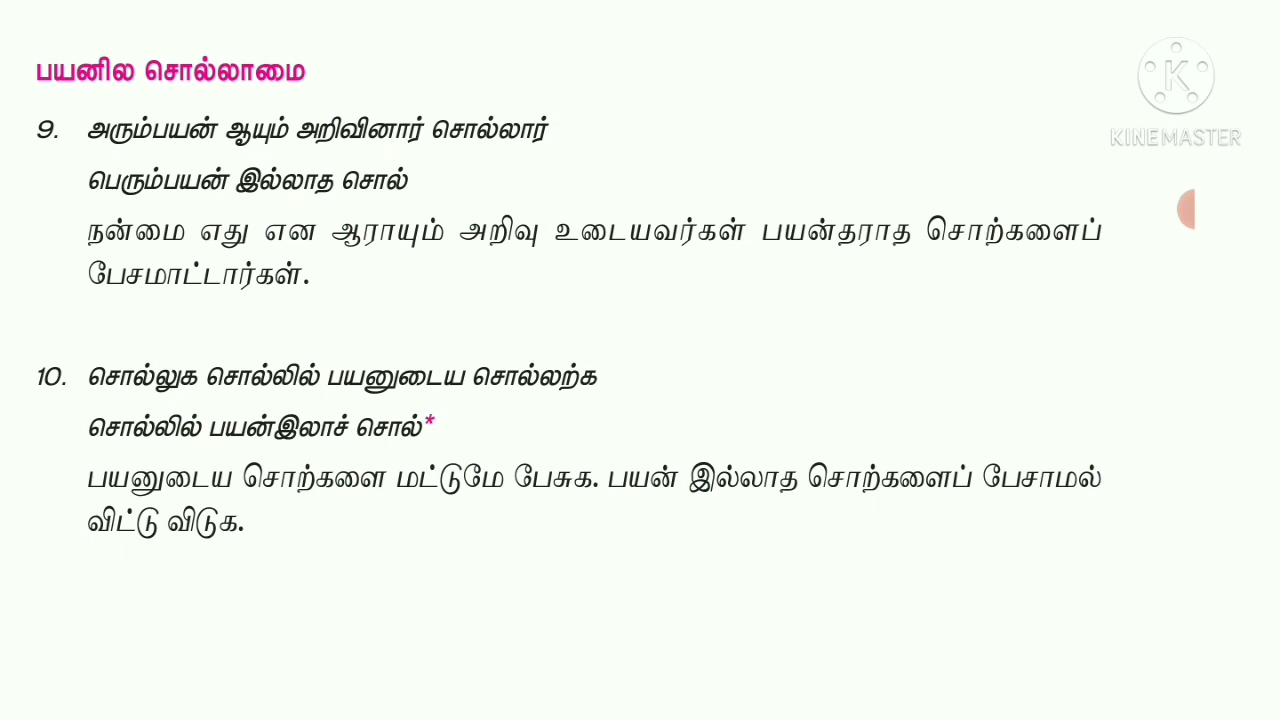 பயனில சொல்லாமை
9. அரும்பயன் ஆயும் அறிவினார் சொல்லார்
பெரும்பயன் இல்லாத சொல்
நன்மை எது என ஆராயும் அறிவு உடையவர்கள் பயன்தராத சொற்களைப்
பேசமாட்டார்கள்.
10. சொல்லுக சொல்லில் பயனுடைய சொல்லற்க
சொல்லில் பயன்இலாச் சொல்*
பயனுடைய சொற்களை மட்டுமே பேசுக. பயன் இல்லாத சொற்களைப் பேசாமல்
விட்டு விடுக.
K
KINEMASTER